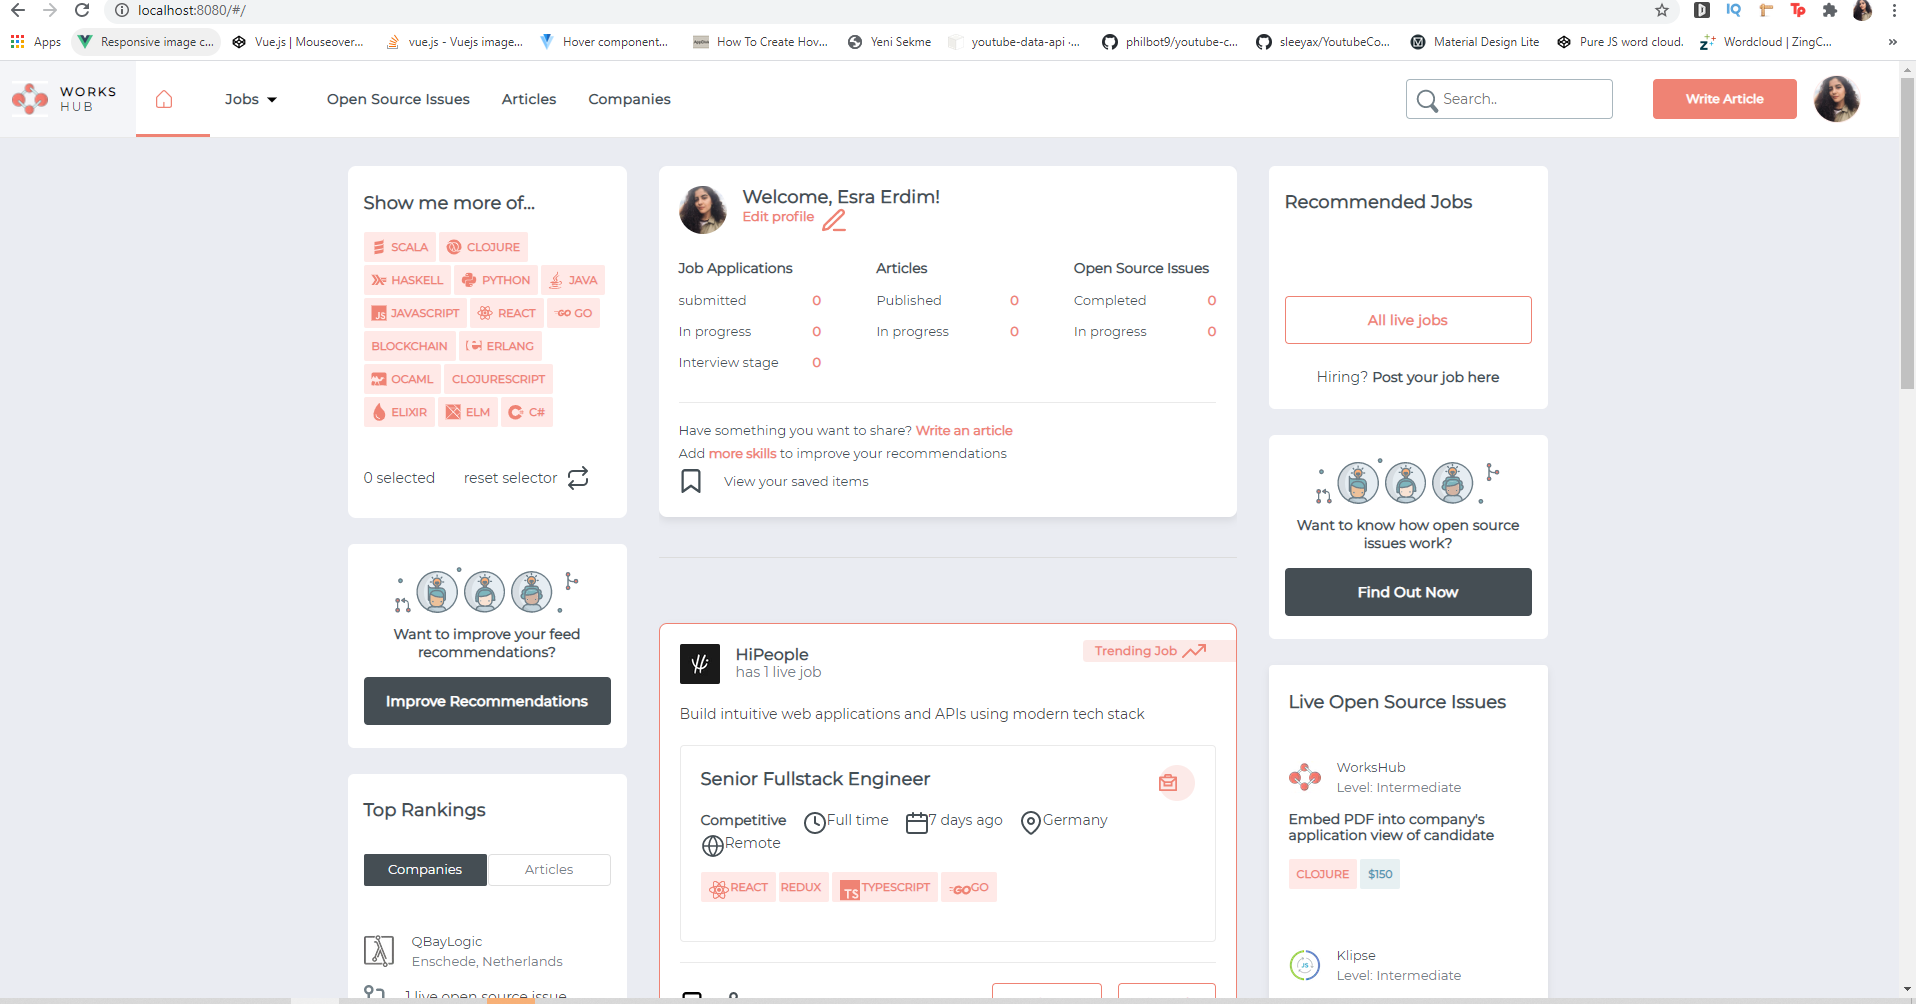 localhost:8080/#/
Apps
Responsive image c...
Vue.js | Mouseover...
vue.js - Vuejs image...
Hover component...
How To Create Hov...
Yeni Sekme
youtube-data-api ·...
philbot9/youtube-c...
sleeyax/YoutubeCo...
Material Design Lite
Pure JS word cloud.
Wordcloud | ZingC...
»
WORKS
HUB
Jobs
Open Source Issues
Articles
Companies
Search..
Write Article
Show me more of...
SCALA
CLOJURE
HASKELL
PYTHON
JAVA
JAVASCRIPT
REACT
GO
BLOCKCHAIN
ERLANG
OCAML
CLOJURESCRIPT
ELIXIR
ELM
C#
0 selected
reset selector
Want to improve your feed
recommendations?
Improve Recommendations
Top Rankings
Companies
Articles
QBayLogic
Enschede, Netherlands
1 live open source issue
Welcome, Esra Erdim!
Edit profile
Job Applications
submitted 0
In progress 0
Interview stage 0
Articles
Published 0
In progress 0
Open Source Issues
Completed 0
In progress 0
Have something you want to share? Write an article
Add more skills to improve your recommendations
View your saved items
HiPeople
has 1 live job
Trending Job
Build intuitive web applications and APIs using modern tech stack
Senior Fullstack Engineer
Competitive
Full time
7 days ago
Germany
Remote
REACT
REDUX
TS TYPESCRIPT
GO GO
Recommended Jobs
All live jobs
Hiring? Post your job here
Want to know how open source
issues work?
Find Out Now
Live Open Source Issues
WorksHub
Level: Intermediate
Embed PDF into company's
application view of candidate
CLOJURE
$150
Klipse
Level: Intermediate